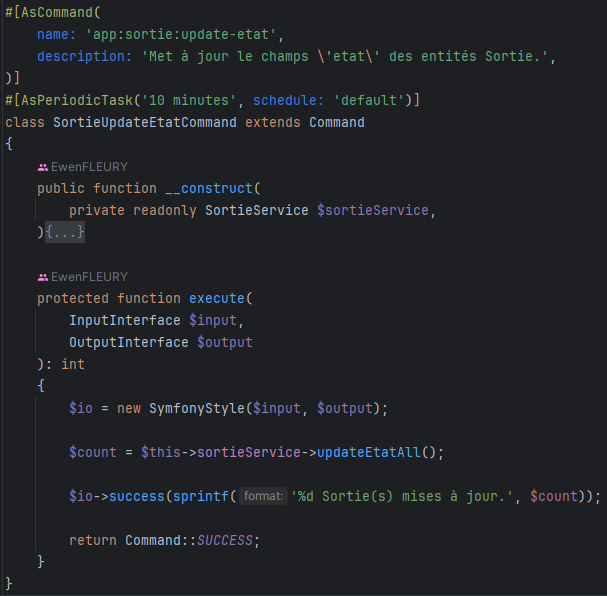 #[AsCommand(
    name: 'app:sortie:update-etat',
    description: 'Met à jour le champs \'etat\' des entités Sortie.',
)]
#[AsPeriodicTask('10 minutes', schedule: 'default')]
class SortieUpdateEtatCommand extends Command
{
    EwenFLEURY
    public function __construct(
        private readonly SortieService $sortieService,
    ){...}
    EwenFLEURY
    protected function execute(
        InputInterface $input,
        OutputInterface $output
    ): int
    {
        $io = new SymfonyStyle($input, $output);
        $count = $this->sortieService->updateEtatAll();
        $io->success(sprintf( format: '%d Sortie(s) mises à jour.', $count));
        return Command::SUCCESS;
    }
}